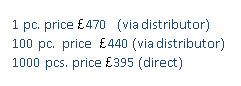 1 pc. price £470 (via distributor)
100 pc. price £440 (via distributor)
1000 pcs. price £395 (direct)